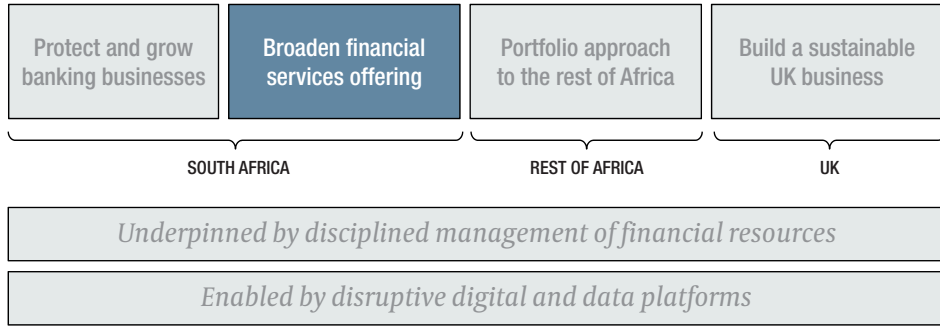 Protect and grow
banking businesses
Broaden financial
services offering
Portfolio approach
to the rest of Africa
Build a sustainable
UK business
SOUTH AFRICA
REST OF AFRICA
UK
Underpinned by disciplined management of financial resources
Enabled by disruptive digital and data platforms